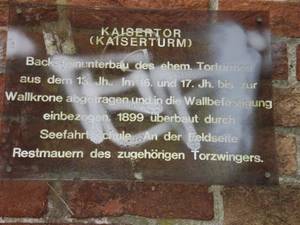 KAISERTOR
(KAISERTURM)
Backsteinunterbau des ehem. Torturmes
aus dem 13. Jh. Im 16. und 17. Jh. bis zur
Wallkrone abgetragen und in die Wallbefestigung
einbezogen. 1899 überbaut durch
Seefahrtschule. An der Feldseite
Restmauern des zugehörigen Torzwingers.